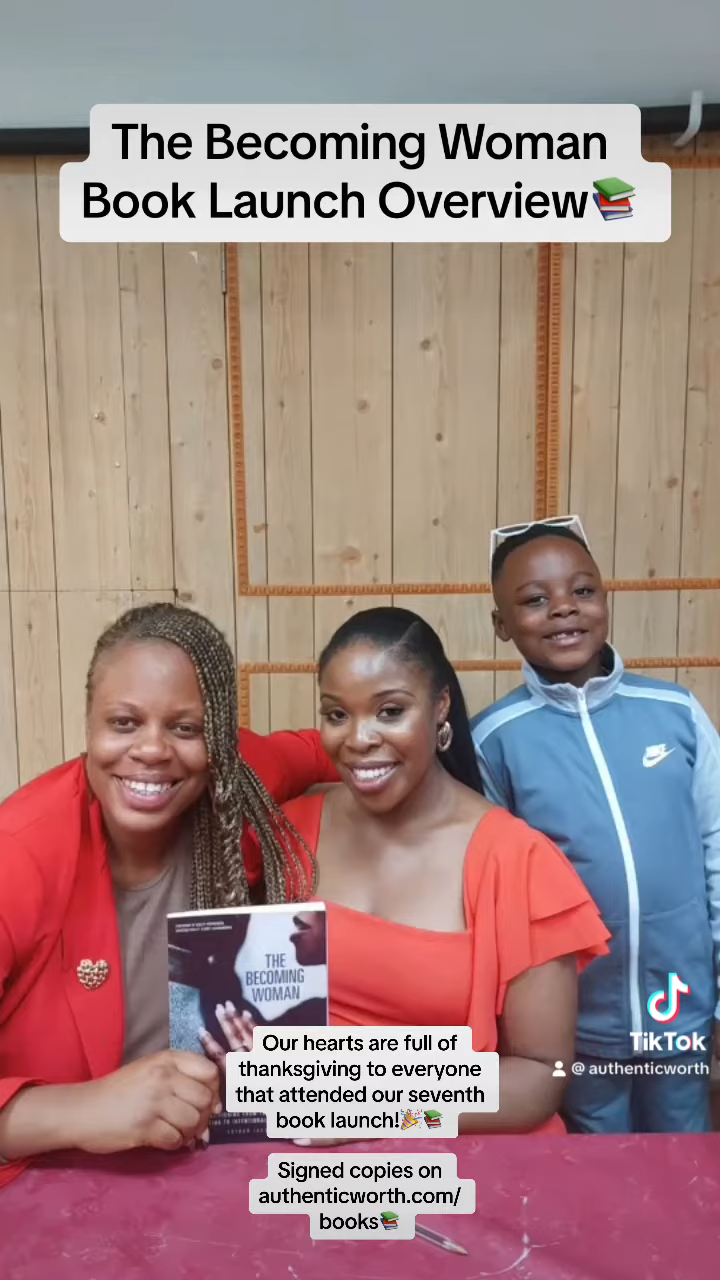 The Becoming Woman
Book Launch Overview📚
THE
BECOMING
WOMAN
Our hearts are full of
thanksgiving to everyone
that attended our seventh
book launch!🎉📚
TikTok
@ authenticworth
Signed copies on
authenticworth.com/
books📚